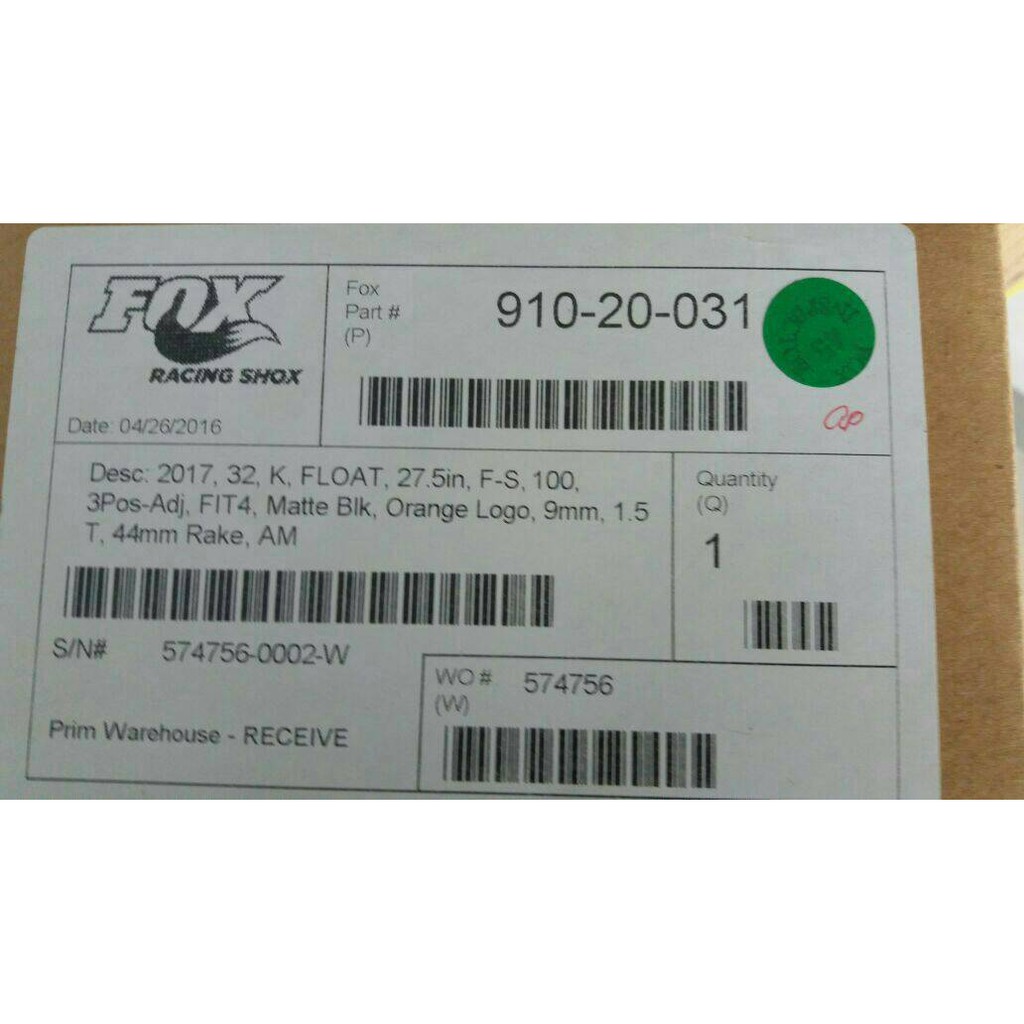 FOX
RACING SHOX
Date: 04/26/2016
Fox
Part #
(P)
910-20-031
Desc: 2017, 32, K, FLOAT, 27.5in, F-S, 100,
3Pos-Adj, FIT4, Matte Blk, Orange Logo, 9mm, 1.5
T, 44mm Rake, AM
Quantity
(Q)
1
S/N# 574756-0002-W
WO # 574756
(W)
Prim Warehouse - RECEIVE